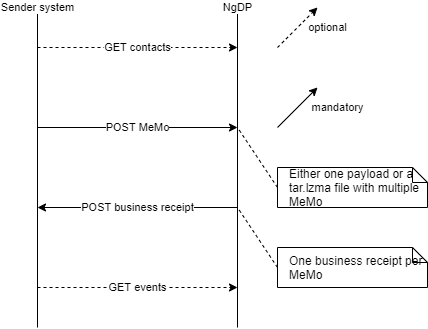 Sender system
NgDP
GET contacts
optional
POST MeMo
mandatory
Either one payload or a
tar.lzma file with multiple
MeMo
POST business receipt
One business receipt per
MeMo
GET events